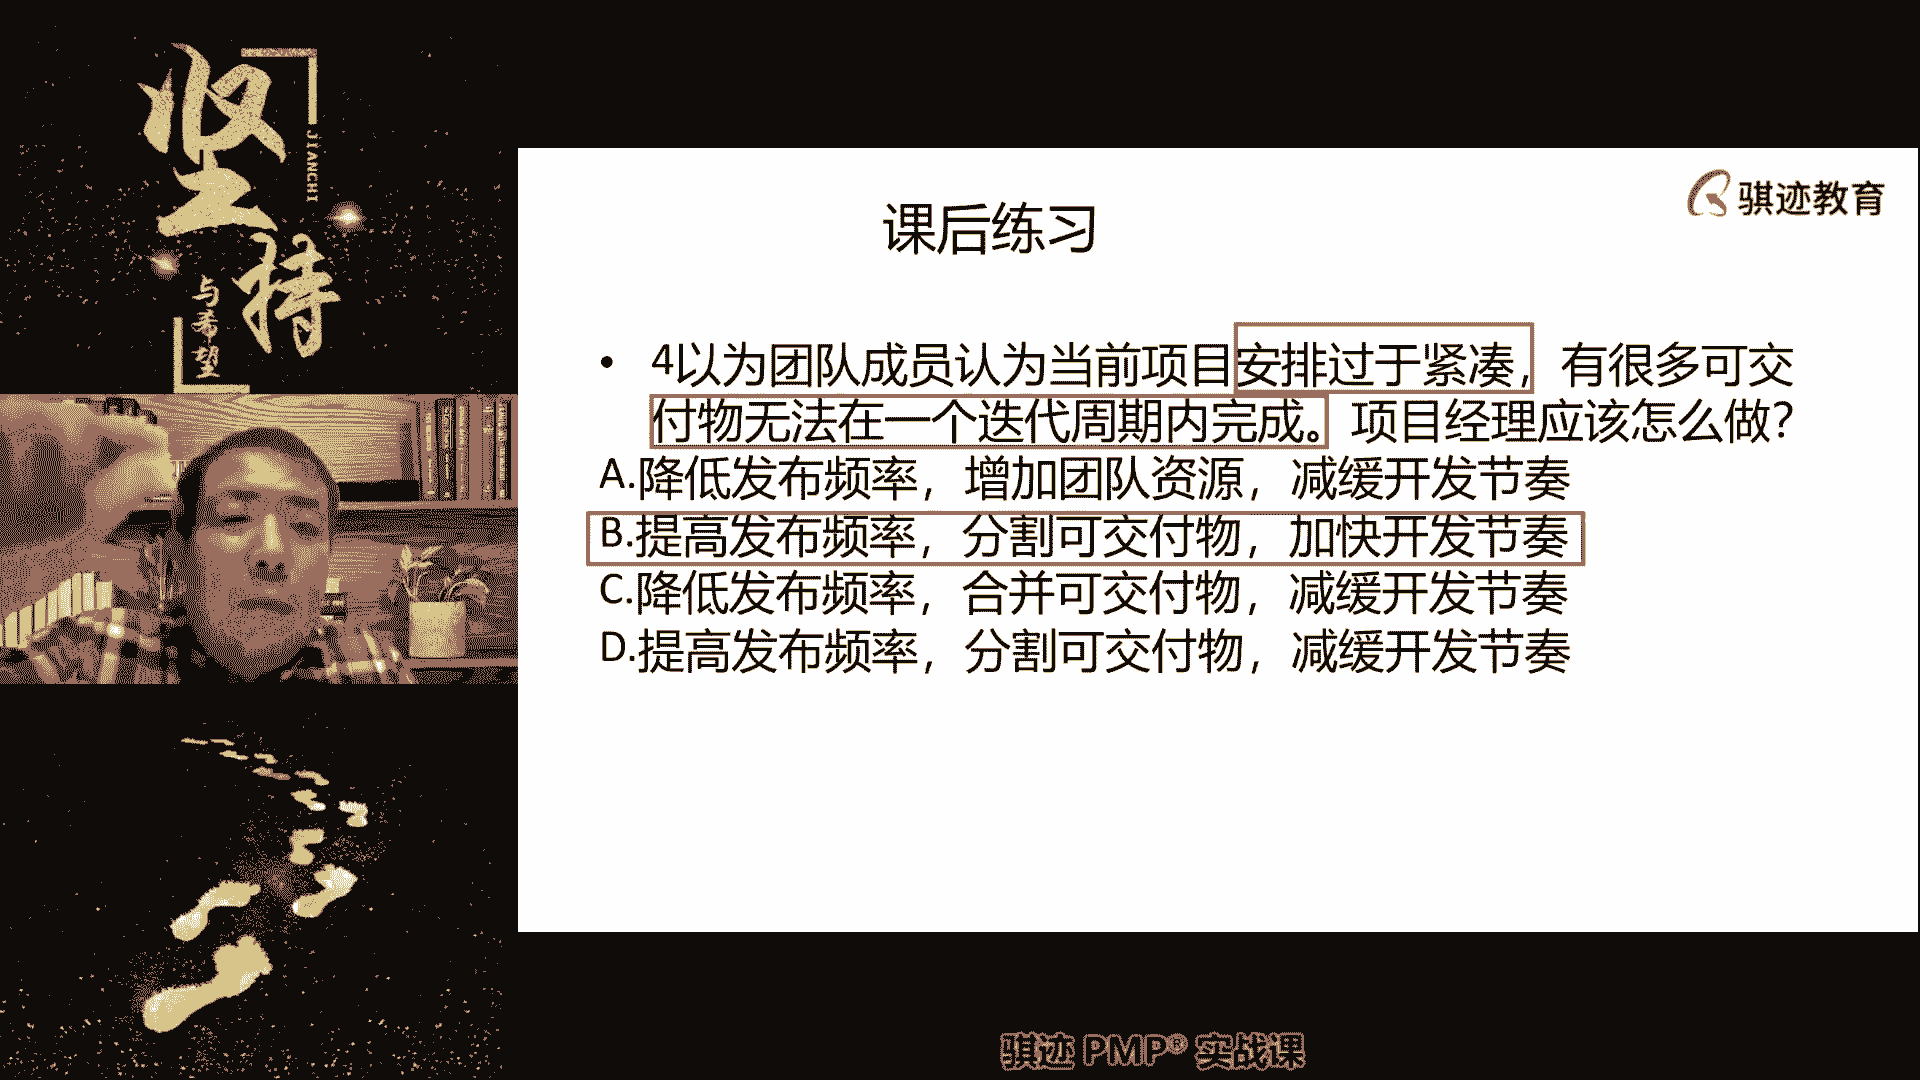 坚持
JIANCHI
与希望
骐迹教育
课后练习
• 4以为团队成员认为当前项目安排过于紧凑，有很多可交
付物无法在一个迭代周期内完成。项目经理应该怎么做？
A.降低发布频率，增加团队资源，减缓开发节奏
B.提高发布频率，分割可交付物，加快开发节奏
C.降低发布频率，合并可交付物，减缓开发节奏
D.提高发布频率，分割可交付物，减缓开发节奏
骐迹 PMP® 实战课